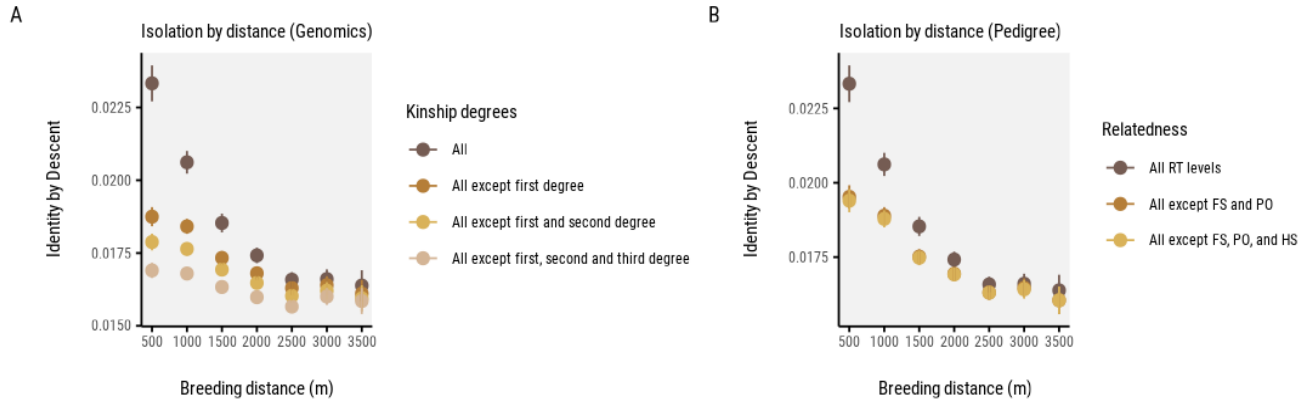 A
Isolation by distance (Genomics)
Identity by Descent
0.0225
0.0200
0.0175
0.0150
500 1000 1500 2000 2500 3000 3500
Breeding distance (m)
Kinship degrees
All
All except first degree
All except first and second degree
All except first, second and third degree
B
Isolation by distance (Pedigree)
Identity by Descent
0.0225
0.0200
0.0175
500 1000 1500 2000 2500 3000 3500
Breeding distance (m)
Relatedness
All RT levels
All except FS and PO
All except FS, PO, and HS